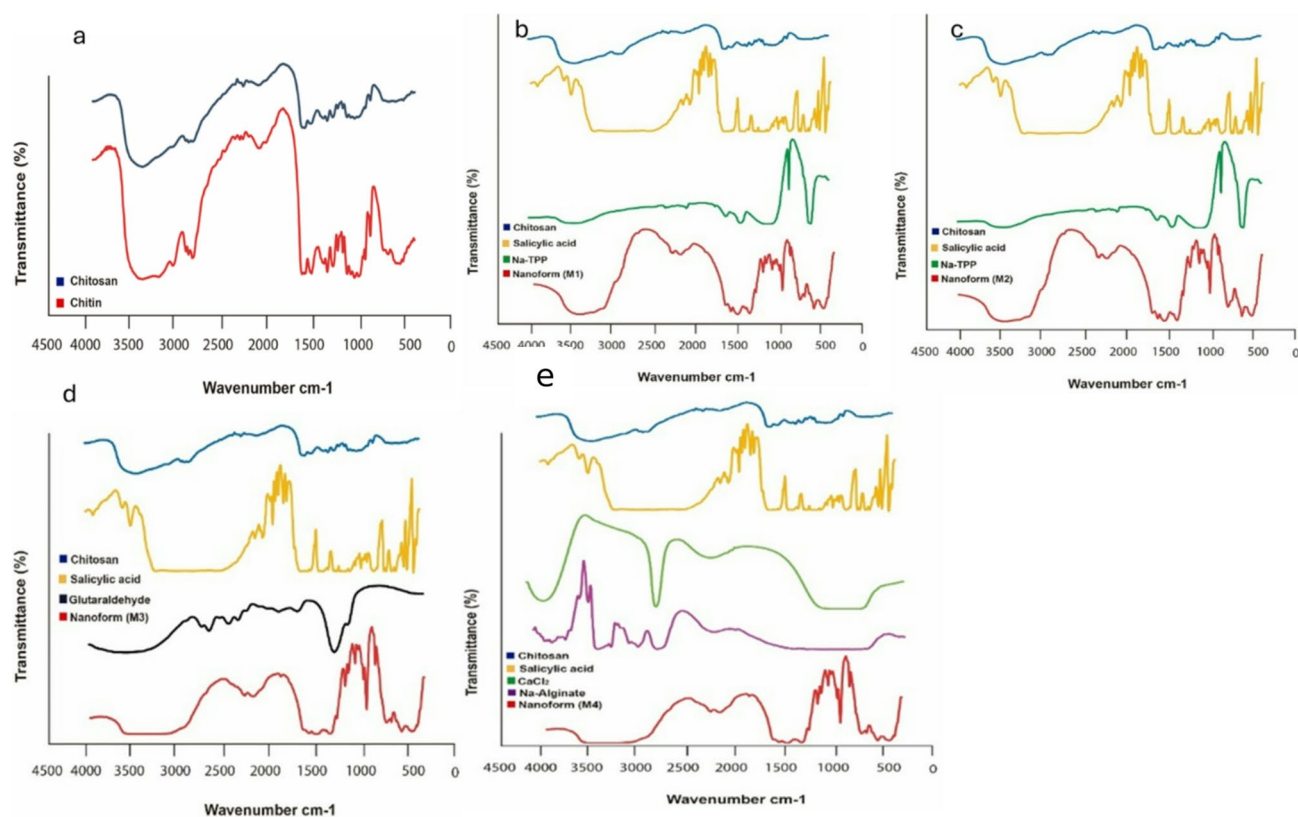 a
Transmittance (%)
Chitosan
Chitin
4500 4000 3500 3000 2500 2000 1500 1000 500 0
Wavenumber cm-1
b
Transmittance (%)
Chitosan
Salicylic acid
Na-TPP
Nanoform (M1)
4500 4000 3500 3000 2500 2000 1500 1000 500 0
Wavenumber cm-1
c
Transmittance (%)
Chitosan
Salicylic acid
Na-TPP
Nanoform (M2)
4500 4000 3500 3000 2500 2000 1500 1000 500 0
Wavenumber cm-1
d
Transmittance (%)
Chitosan
Salicylic acid
Glutaraldehyde
Nanoform (M3)
4500 4000 3500 3000 2500 2000 1500 1000 500 0
Wavenumber cm-1
e
Transmittance (%)
Chitosan
Salicylic acid
CaCl₂
Na-Alginate
Nanoform (M4)
4500 4000 3500 3000 2500 2000 1500 1000 500 0
Wavenumber cm-1